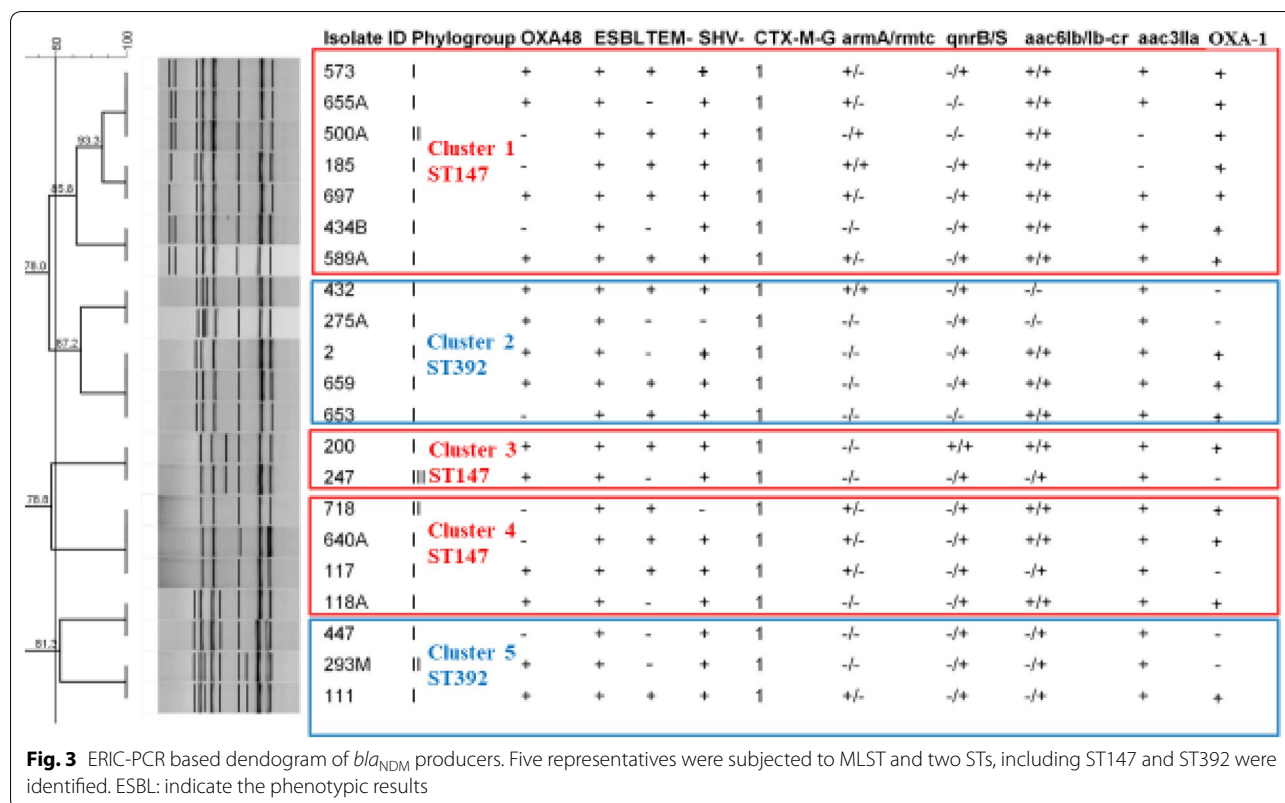 60 100
Isolate ID Phylogroup OXA48 ESBL TEM- SHV- CTX-M-G armA/rmtc qnrB/S aac6Ib/Ib-cr aac3IIa OXA-1
573 I + + + + 1 +/- -/+ +/+ + +
655A I + + - + 1 +/- -/- +/+ + +
500A II - + + + 1 -/+ -/- +/+ - +
Cluster 1
185 I - + + + 1 +/+ -/+ +/+ - +
ST147
697 I + + + + 1 +/- -/+ +/+ + +
434B I - + - + 1 -/- -/+ +/+ + +
589A I + + + + 1 +/- -/+ +/+ + +
432 I + + + + 1 +/+ -/+ -/- + -
275A I + + - - 1 -/- -/+ -/- + -
Cluster 2
2 I + + - + 1 -/- -/+ +/+ + +
ST392
659 I + + + + 1 -/- -/+ +/+ + +
653 I - + + + 1 -/- -/- +/+ + +
200 I Cluster 3 + + + + 1 -/- +/+ +/+ + +
247 III ST147 + + - + 1 -/- -/+ -/+ + -
718 II - + + - 1 +/- -/+ +/+ + +
Cluster 4
640A I - + + + 1 +/- -/+ +/+ + +
ST147
117 I + + + + 1 +/- -/+ -/+ + -
118A I + + - + 1 -/- -/+ +/+ + +
447 I - + - + 1 -/- -/+ -/+ + -
Cluster 5
293M II + + - + 1 -/- -/+ -/+ + -
ST392
111 I + + + + 1 +/- -/+ -/+ + +
93.3
85.8
78.0
87.2
78.8
81.3
Fig. 3 ERIC-PCR based dendogram of blaNDM producers. Five representatives were subjected to MLST and two STs, including ST147 and ST392 were
identified. ESBL: indicate the phenotypic results